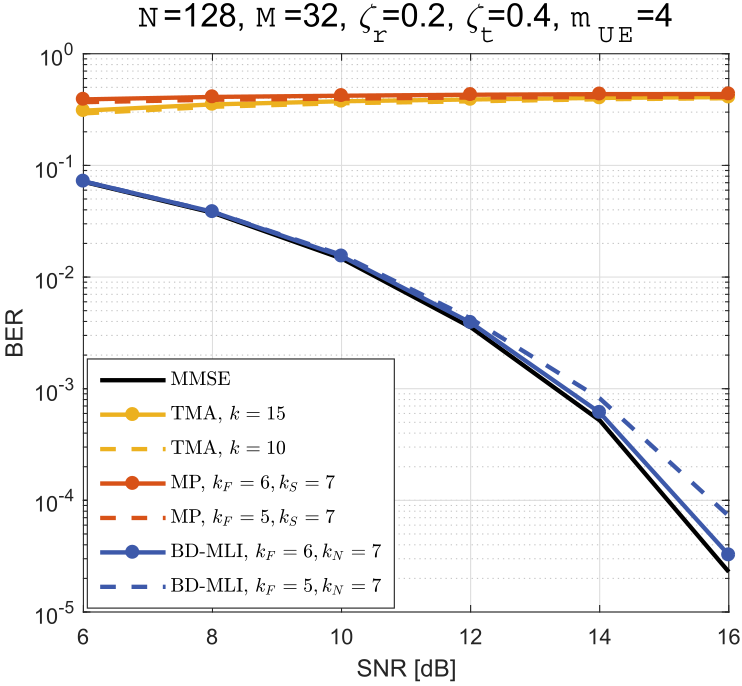 N=128, M=32, ζr=0.2, ζt=0.4, mUE=4
10^0
10^-1
10^-2
10^-3
10^-4
10^-5
BER
MMSE
TMA, k = 15
TMA, k = 10
MP, kF = 6, kS = 7
MP, kF = 5, kS = 7
BD-MLI, kF = 6, kN = 7
BD-MLI, kF = 5, kN = 7
6 8 10 12 14 16
SNR [dB]